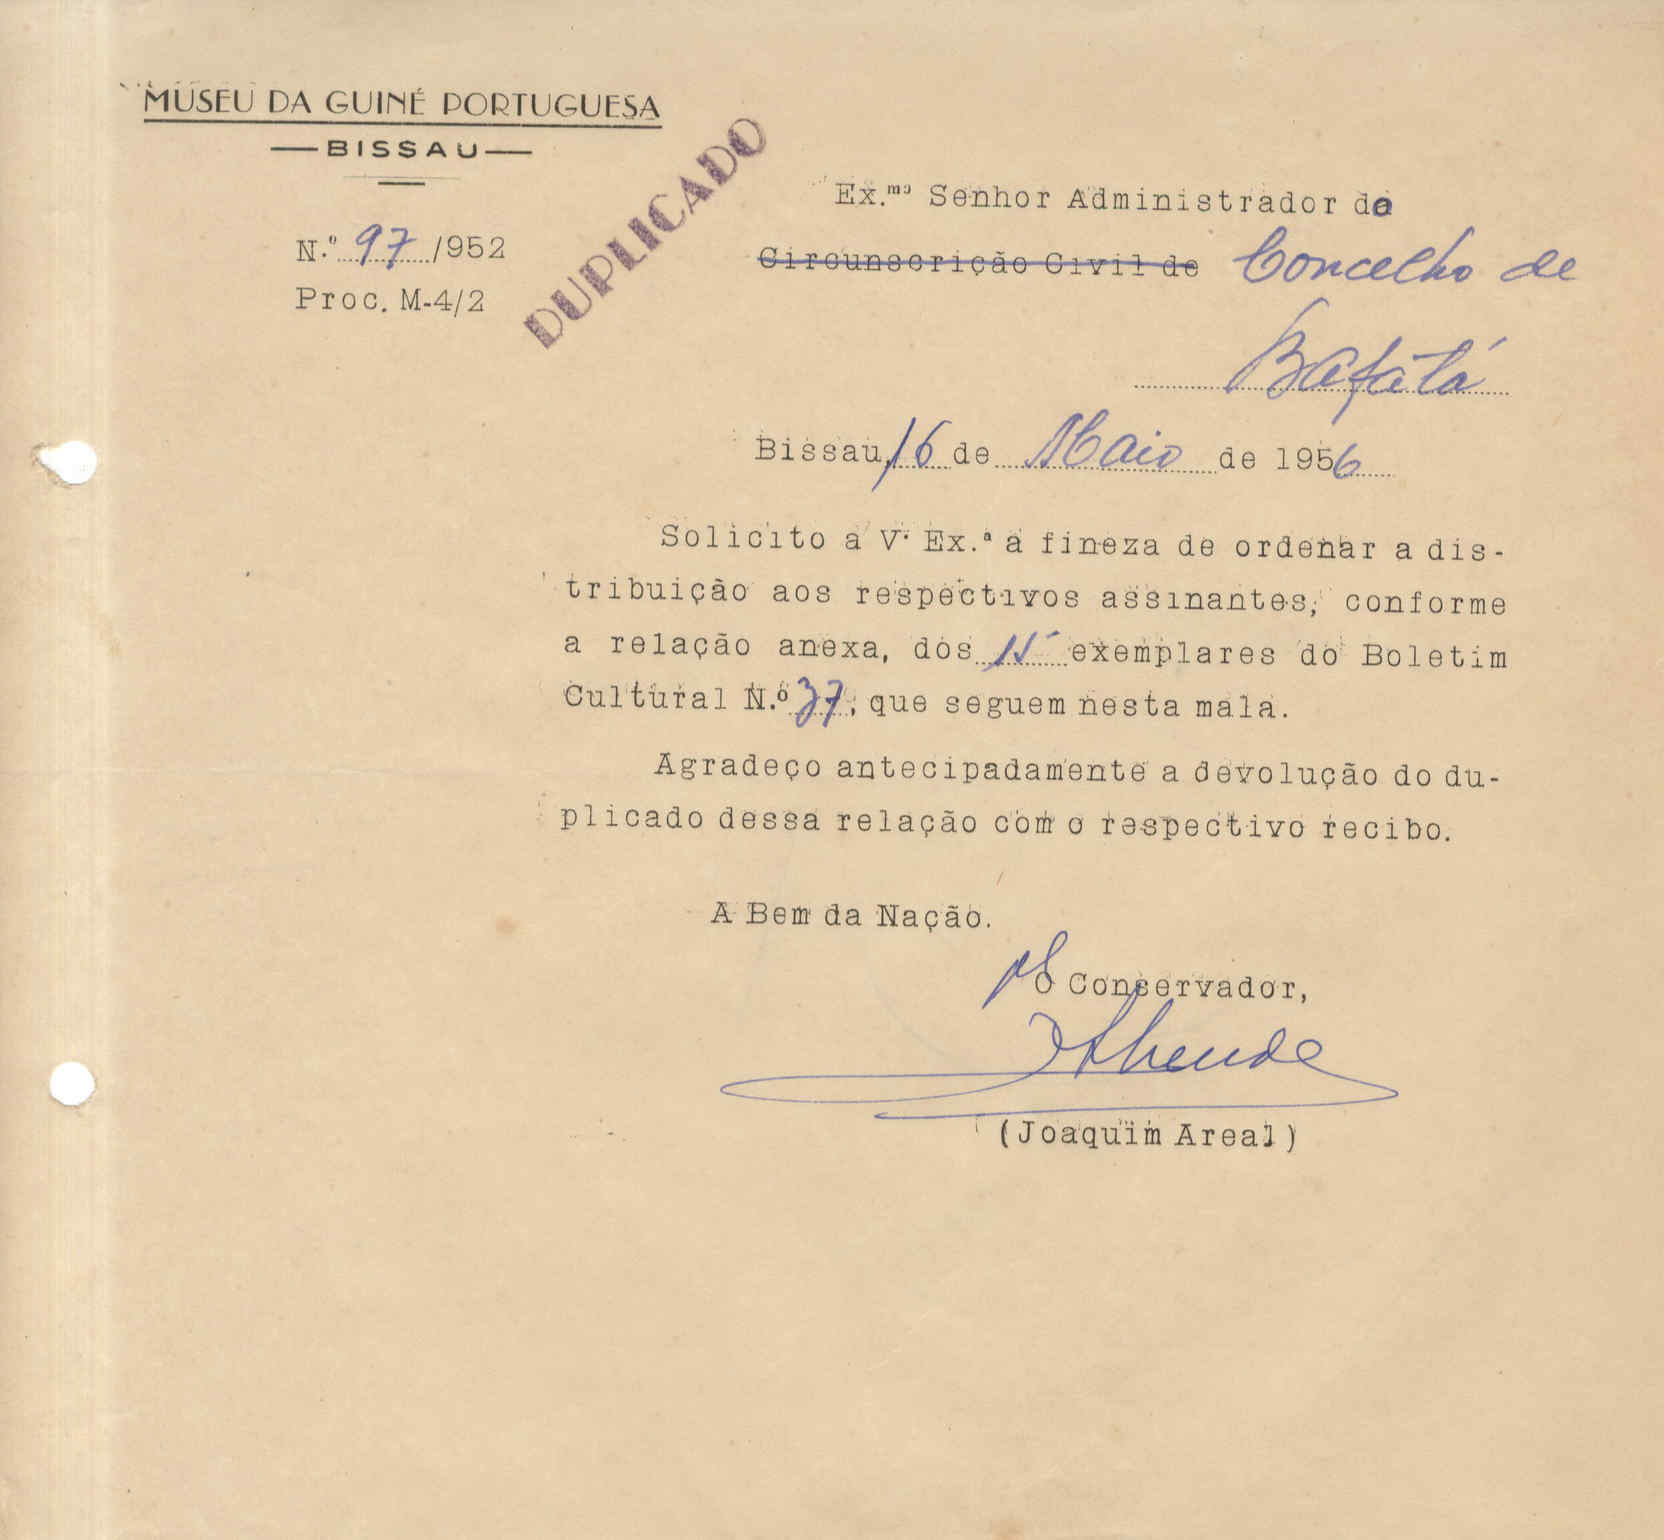 MUSEU DA GUINÉ PORTUGUESA
BISSAU
N.º 97/952
Proc. M-4/2
DUPLICADO
Ex.mo Senhor Administrador do
Circunscrição Civil de Concelho de
Bafatá
Bissau, 16 de Maio de 1956
Solicito a V. Ex.ª a fineza de ordenar a dis-
tribuição aos respectivos assinantes, conforme
a relação anexa, dos 15 exemplares do Boletim
Cultural N.º 37, que seguem nesta mala.
Agradeço antecipadamente a devolução do du-
plicado dessa relação com o respectivo recibo.
A Bem da Nação.
O Conservador,
(Joaquim Areal)